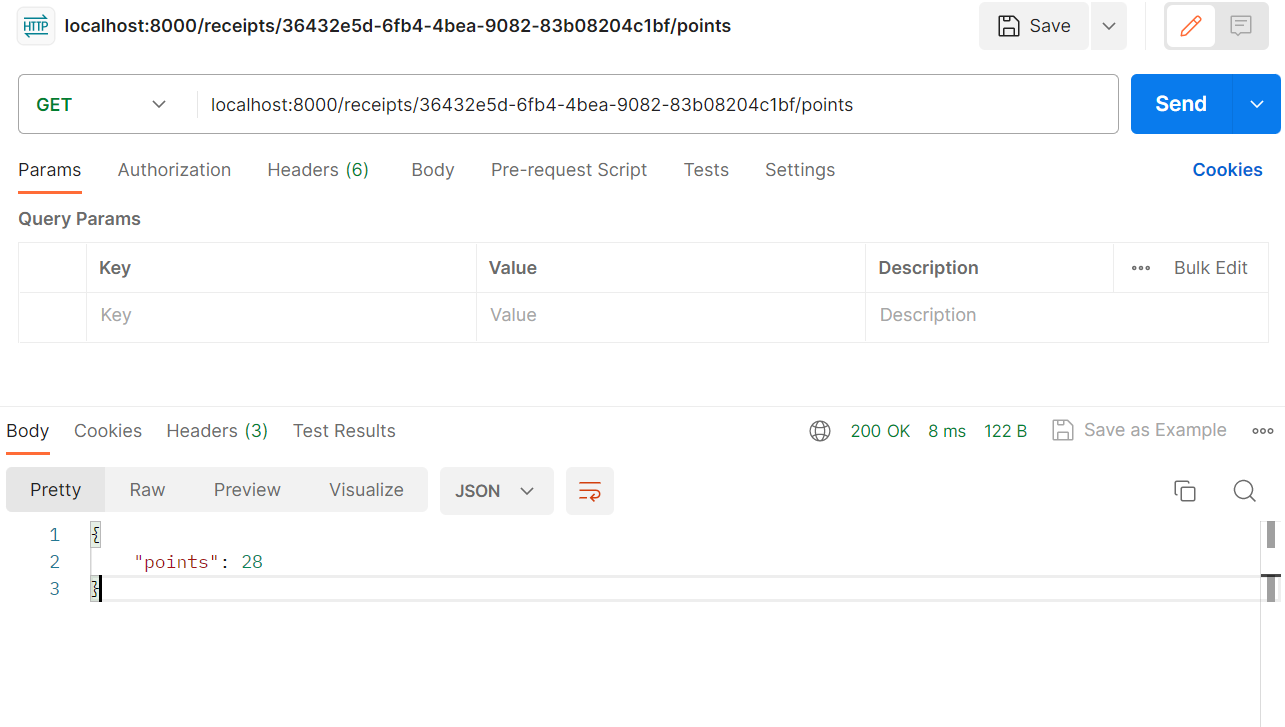 HTTP localhost:8000/receipts/36432e5d-6fb4-4bea-9082-83b08204c1bf/points Save
GET localhost:8000/receipts/36432e5d-6fb4-4bea-9082-83b08204c1bf/points Send
Params Authorization Headers (6) Body Pre-request Script Tests Settings Cookies
Query Params
Key Value Description Bulk Edit
Key Value Description
Body Cookies Headers (3) Test Results 200 OK 8 ms 122 B Save as Example
Pretty Raw Preview Visualize JSON
1 {
2 "points": 28
3 }